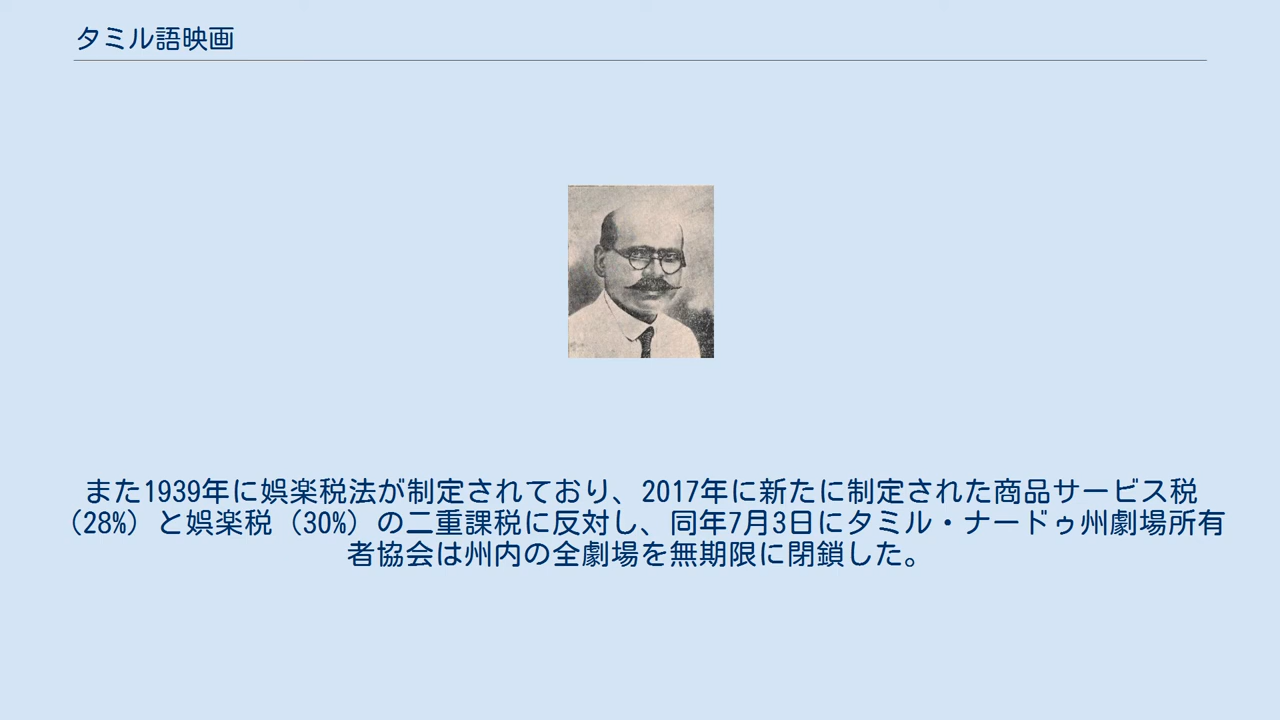 タミル語映画
また1939年に娯楽税法が制定されており、2017年に新たに制定された商品サービス税
（28%）と娯楽税（30%）の二重課税に反対し、同年7月3日にタミル・ナードゥ州劇場所有
者協会は州内の全劇場を無期限に閉鎖した。